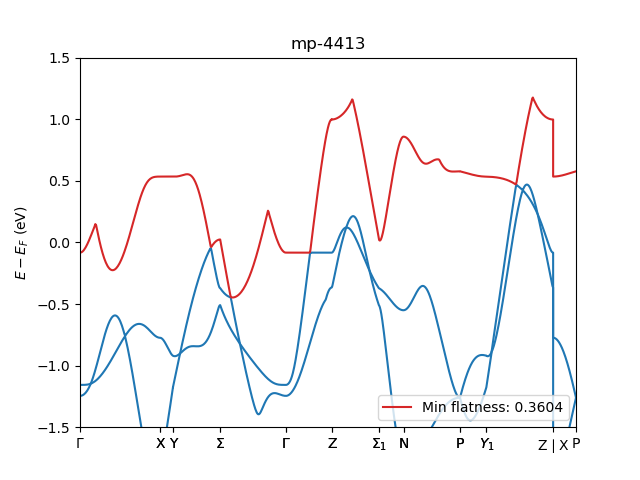 mp-4413
E − E_F (eV)
1.5
1.0
0.5
0.0
−0.5
−1.0
−1.5
Min flatness: 0.3604
Γ X Y Σ Γ Z Σ₁ N P Y₁ Z | X P